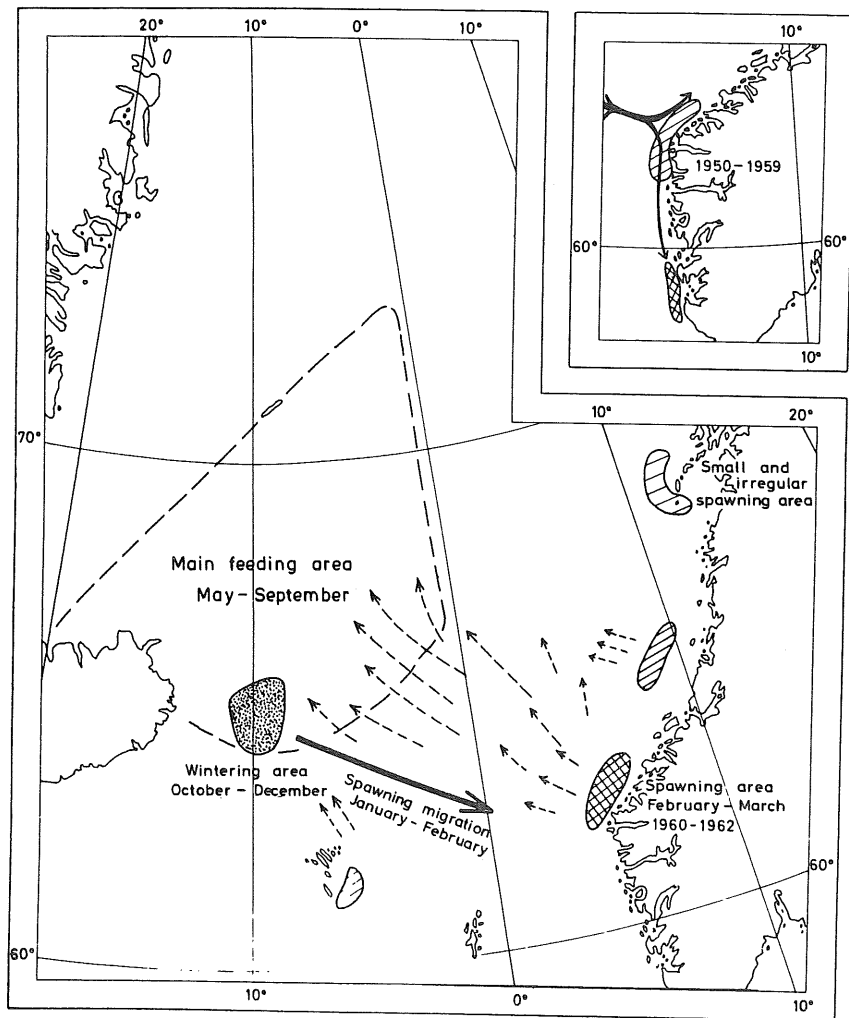 20°
10°
0°
10°
10°
1950-1959
60°
60°
10°
10°
20°
70°
Small and
irregular
spawning area
Main feeding area
May-September
Wintering area
October-December
Spawning migration
January-February
Spawning area
February-March
1960-1962
60°
60°
10°
0°
10°